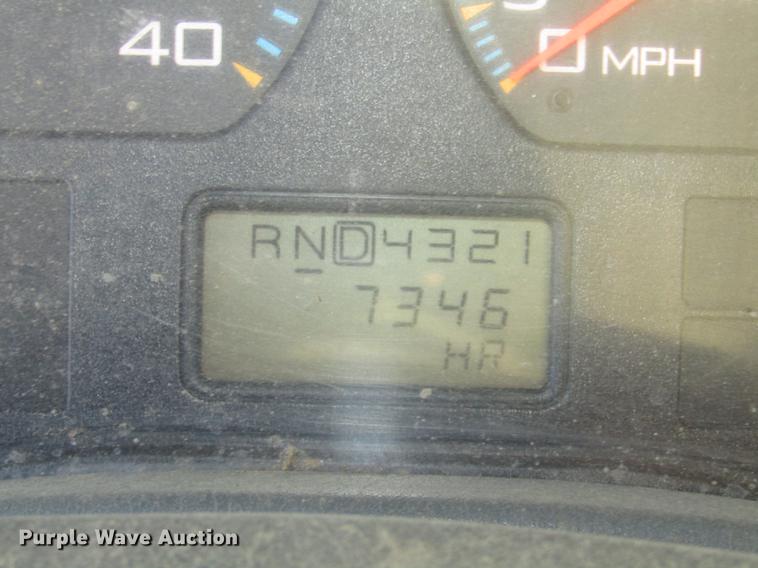 40
0 MPH
RND4321
7346
HR
Purple Wave Auction